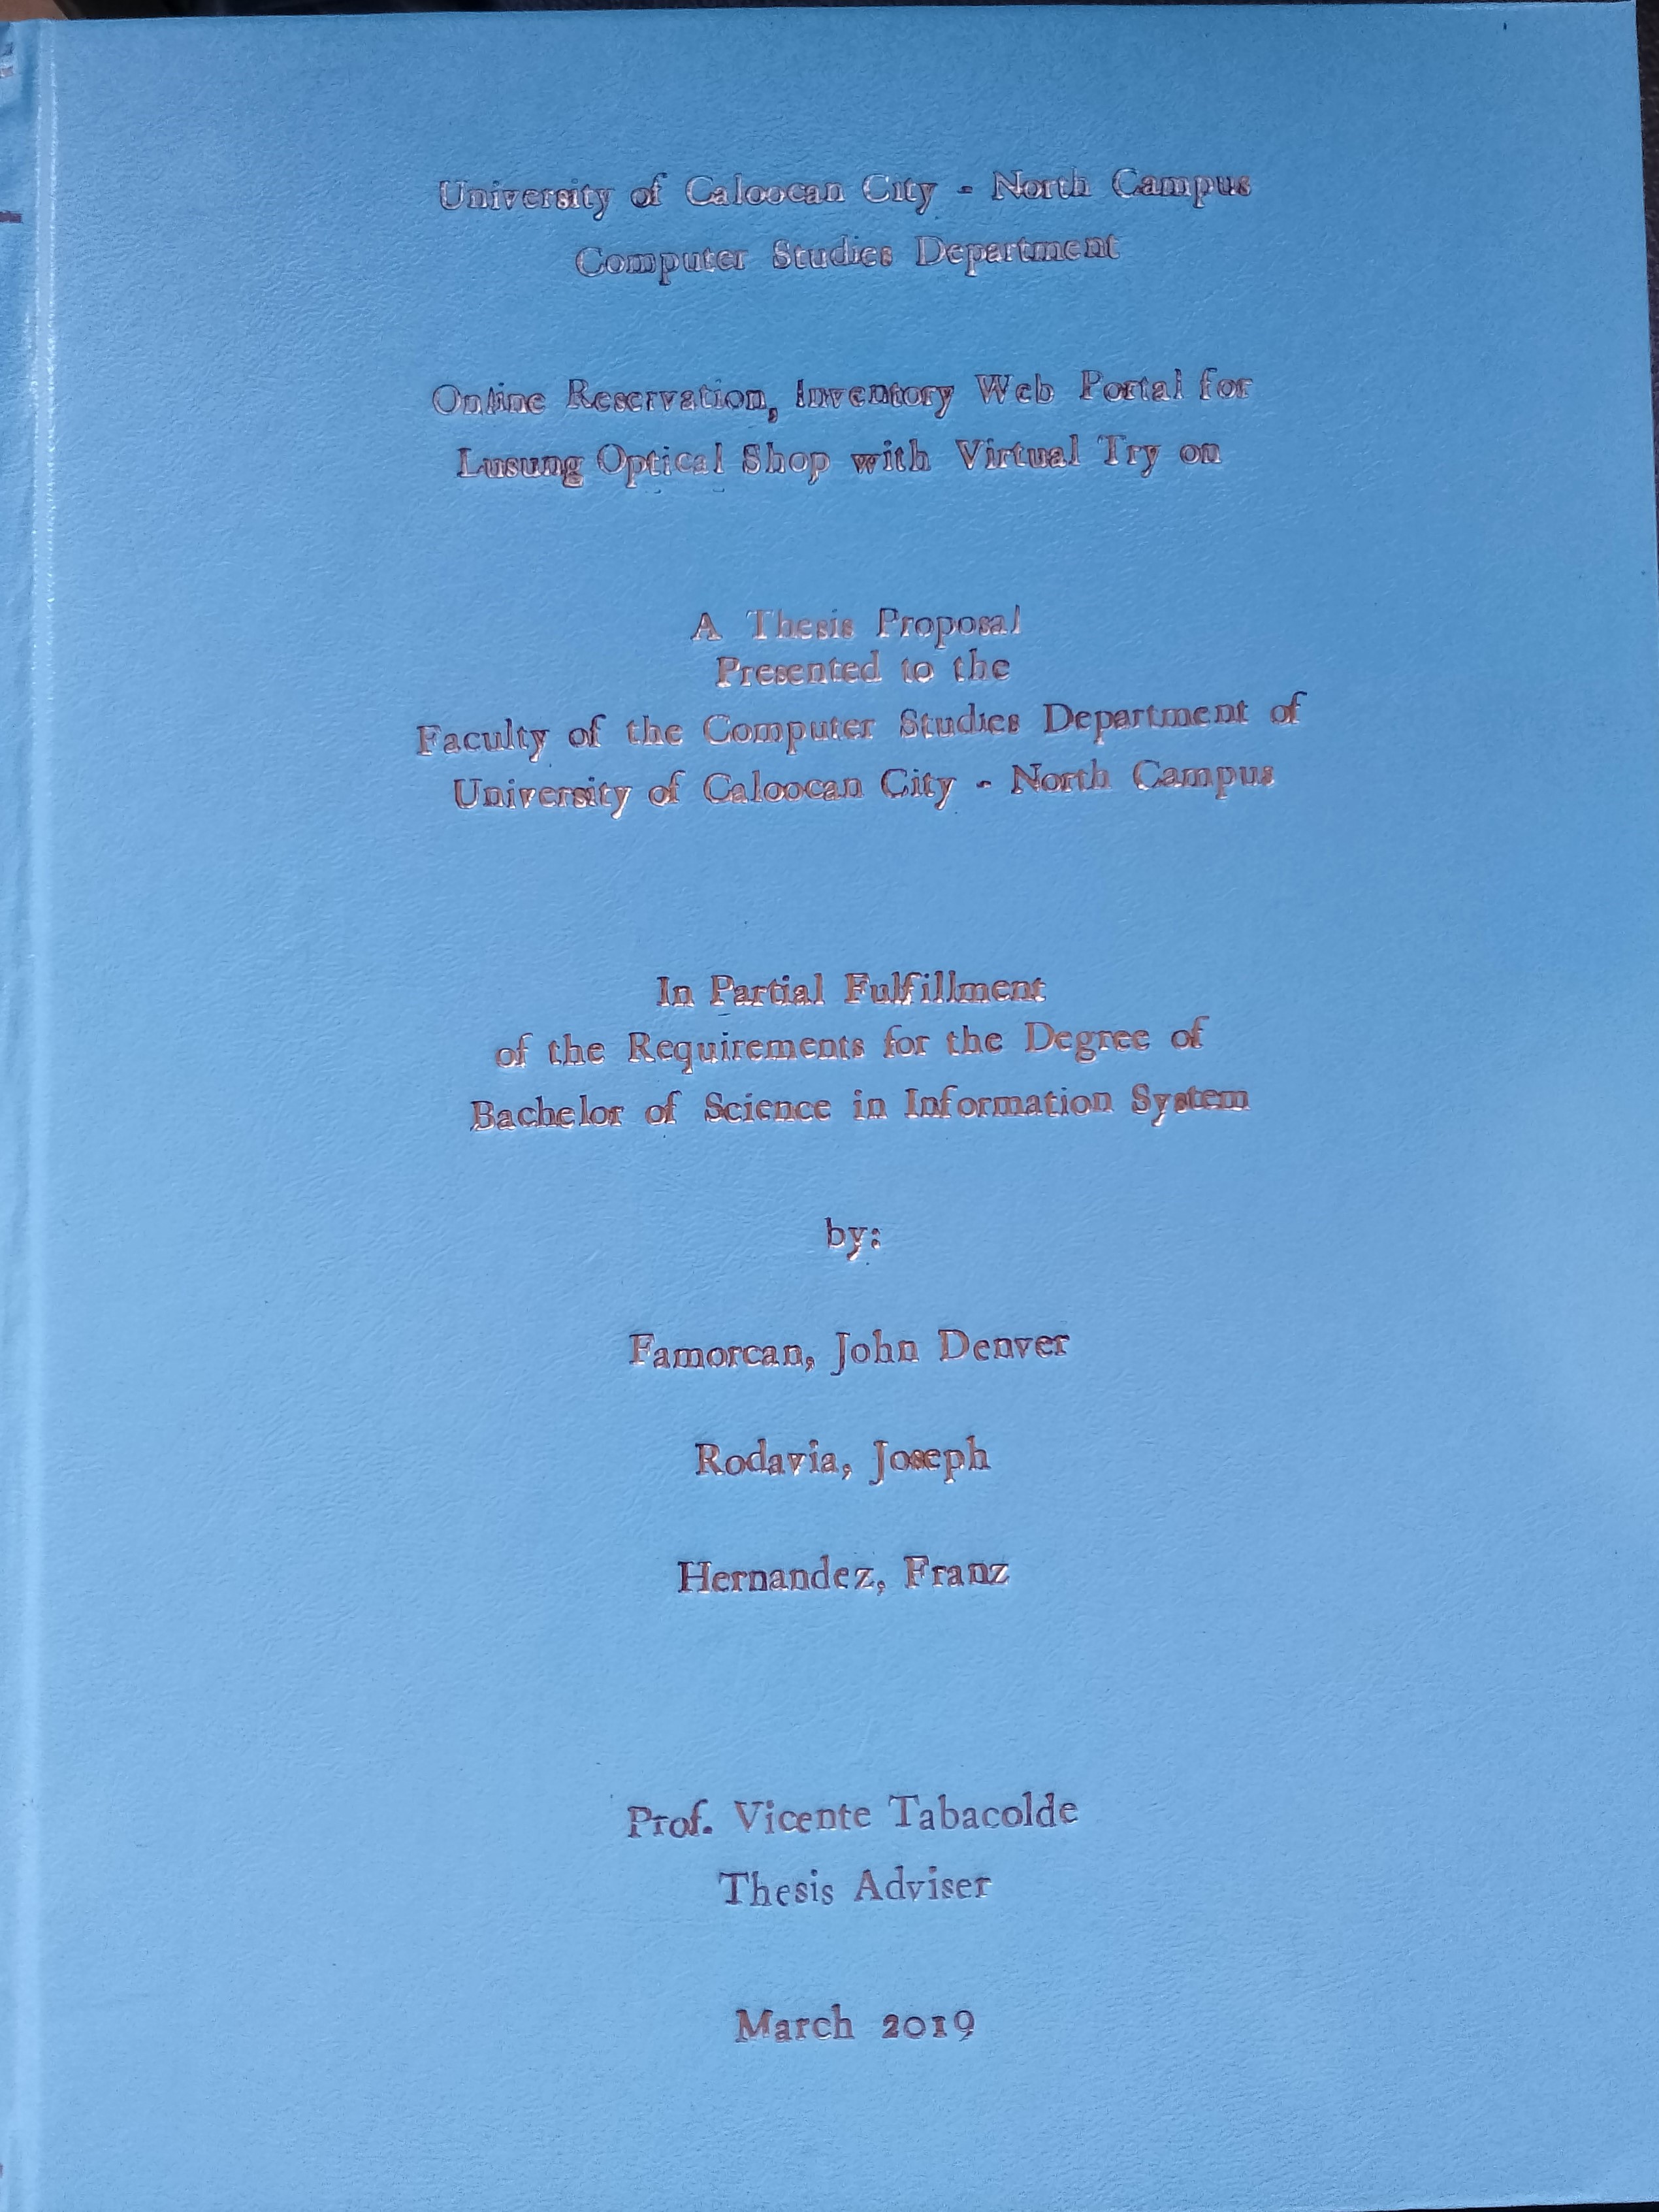 University of Caloocan City - North Campus
Computer Studies Department
Online Reservation, Inventory Web Portal for
Lusung Optical Shop with Virtual Try on
A Thesis Proposal
Presented to the
Faculty of the Computer Studies Department of
University of Caloocan City - North Campus
In Partial Fulfillment
of the Requirements for the Degree of
Bachelor of Science in Information System
by:
Famorcan, John Denver
Rodavia, Joseph
Hernandez, Franz
Prof. Vicente Tabacolde
Thesis Adviser
March 2019